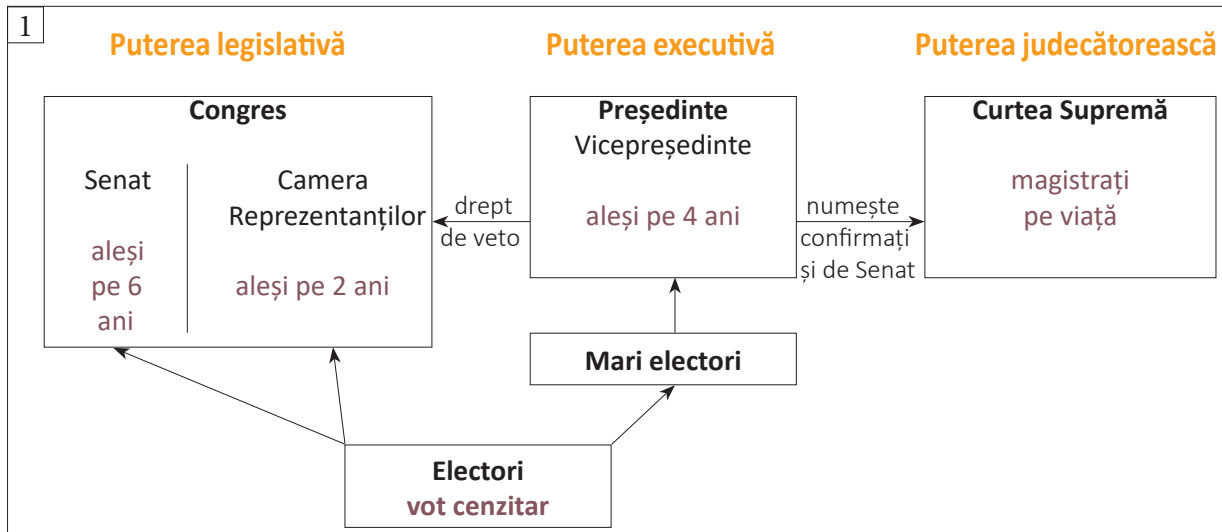 1
Puterea legislativă
Puterea executivă
Puterea judecătorească
Congres
Senat
aleși
pe 6
ani
Camera
Reprezentanților
aleși pe 2 ani
drept
de veto
Președinte
Vicepreședinte
aleși pe 4 ani
numește
confirmați
și de Senat
Curtea Supremă
magistrați
pe viață
Mari electori
Electori
vot cenzitar